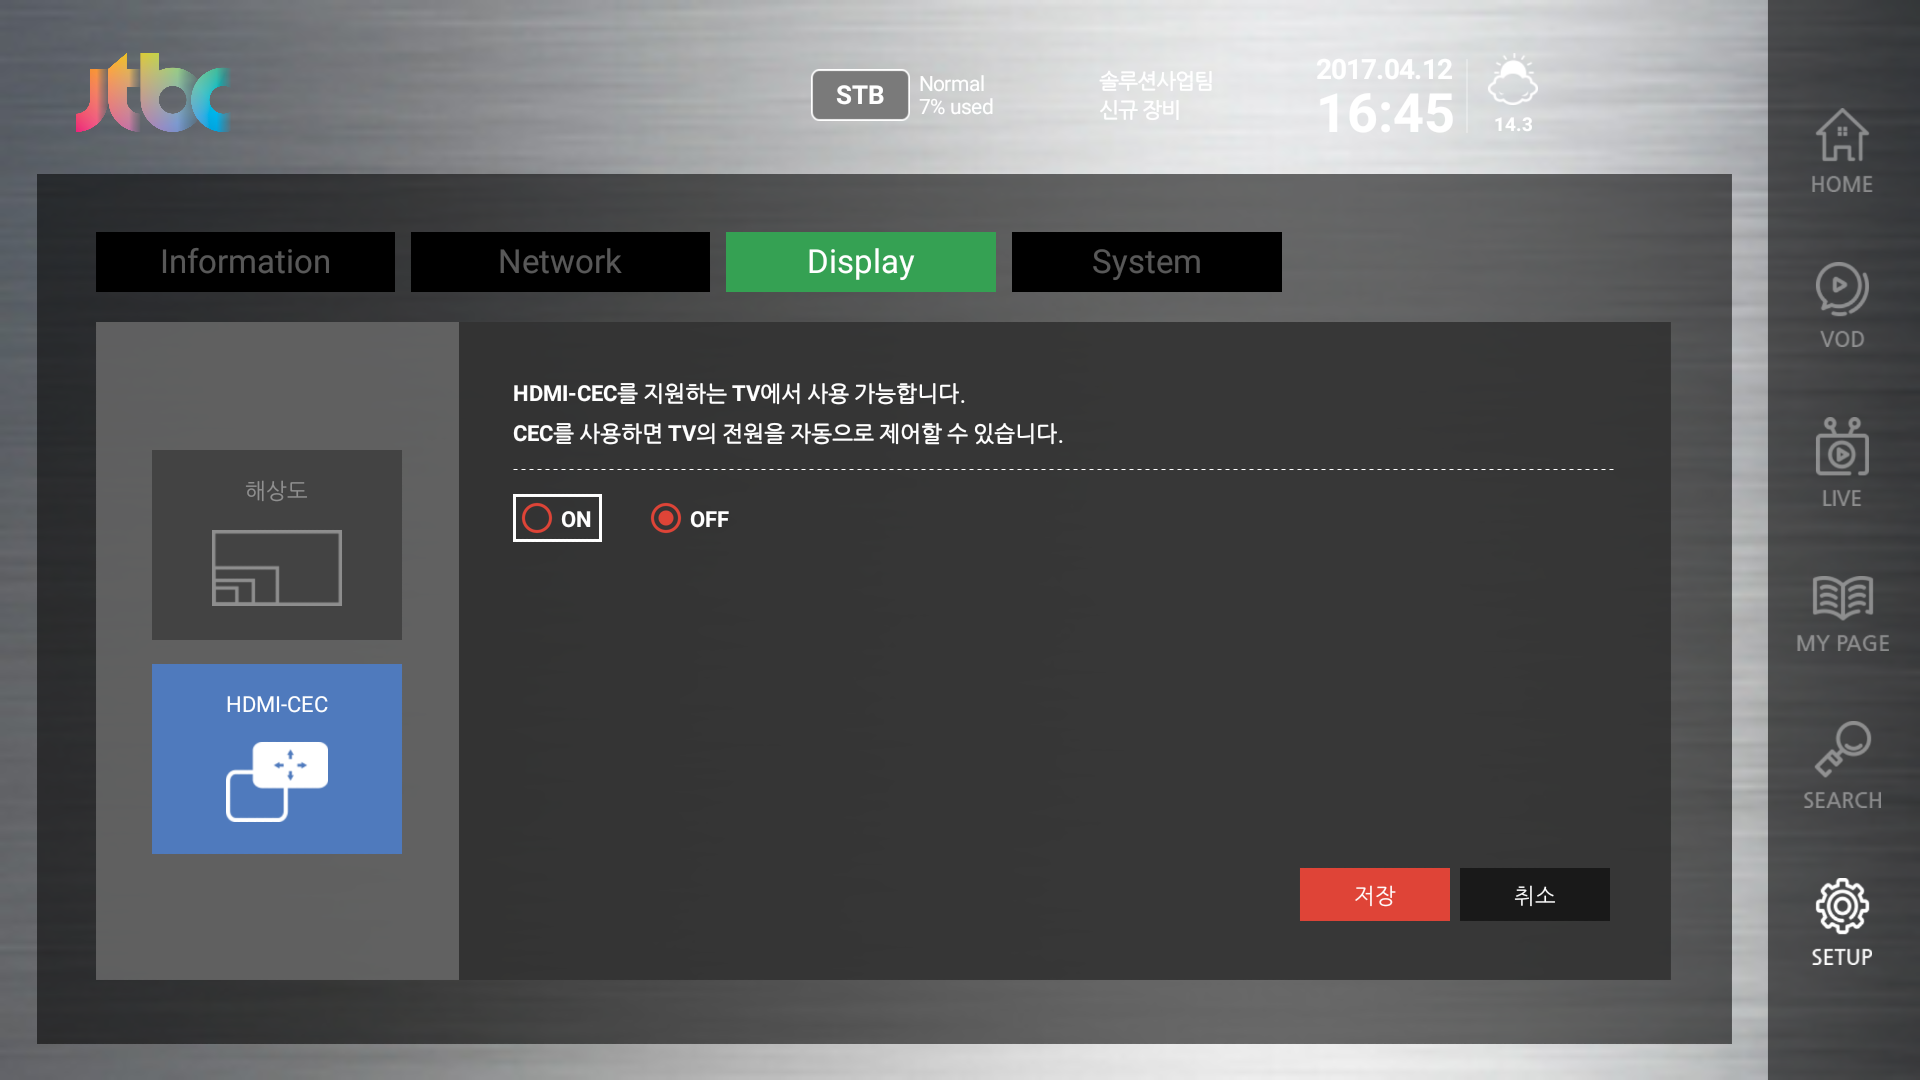 jtbc
STB
Normal
7% used
솔루션사업팀
신규 장비
2017.04.12
16:45
14.3
HOME
VOD
LIVE
MY PAGE
SEARCH
SETUP
Information
Network
Display
System
해상도
HDMI-CEC
HDMI-CEC를 지원하는 TV에서 사용 가능합니다.
CEC를 사용하면 TV의 전원을 자동으로 제어할 수 있습니다.
ON
OFF
저장
취소